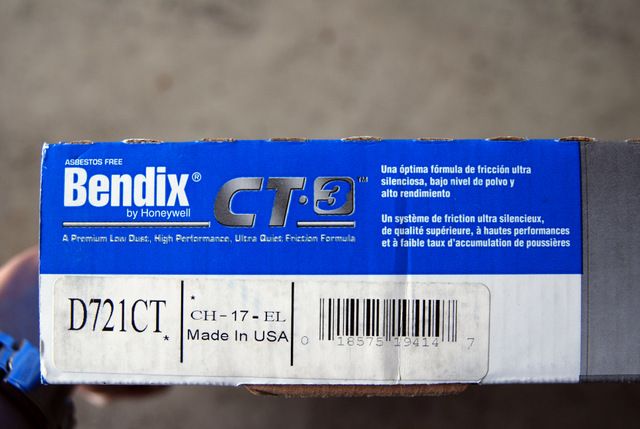 ASBESTOS FREE
Bendix®
by Honeywell
CT·3™
A Premium Low Dust, High Performance, Ultra Quiet Friction Formula
Una óptima fórmula de fricción ultra
silenciosa, bajo nivel de polvo y
alto rendimiento
Un système de friction ultra silencieux,
de qualité supérieure, à hautes performances
et à faible taux d'accumulation de poussières
D721CT
*
*
CH-17-EL
Made In USA
0 18575 19414 7